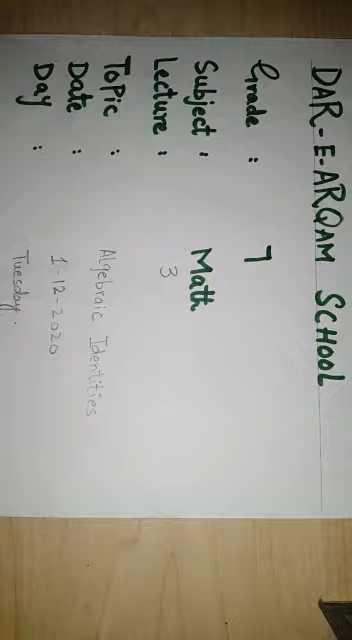 DAR-E-ARQAM SCHOOL
Grade : 7
Subject : Math
Lecture : 3
Topic : Algebraic Identities
Date : 1-12-2020
Day : Tuesday.